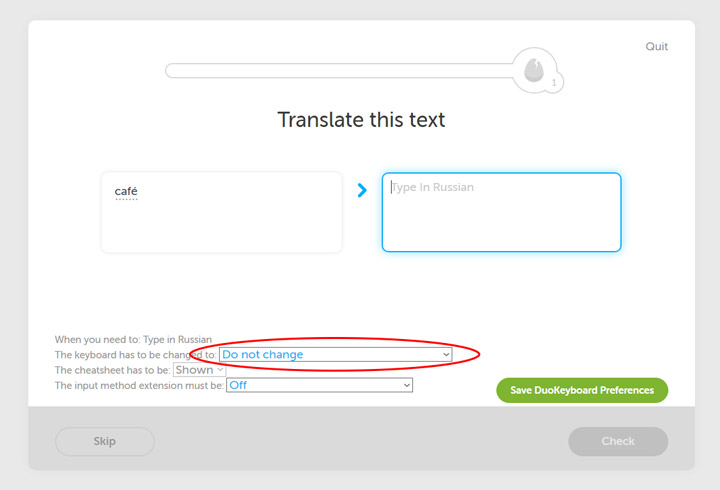 Quit
1
Translate this text
café
Type In Russian
When you need to: Type in Russian
The keyboard has to be changed to: Do not change
The cheatsheet has to be: Shown
The input method extension must be: Off
Save DuoKeyboard Preferences
Skip
Check